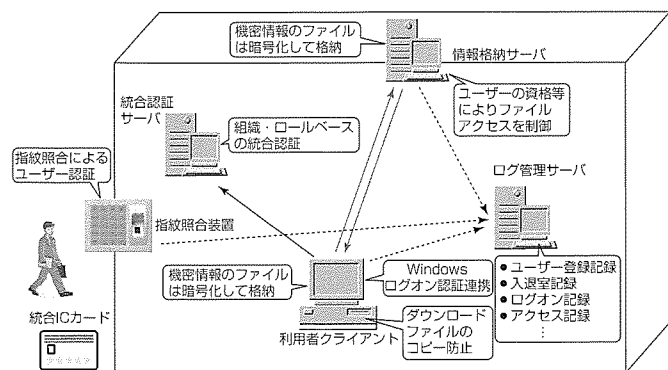 機密情報のファイル
は暗号化して格納
情報格納サーバ
ユーザーの資格等
によりファイル
アクセスを制御
統合認証
サーバ
組織・ロールベース
の統合認証
指紋照合による
ユーザー認証
ログ管理サーバ
指紋照合装置
機密情報のファイル
は暗号化して格納
Windows
ログオン認証連携
●ユーザー登録記録
●入退室記録
●ログオン記録
●アクセス記録
⋮
統合ICカード
利用者クライアント
ダウンロード
ファイルの
コピー防止